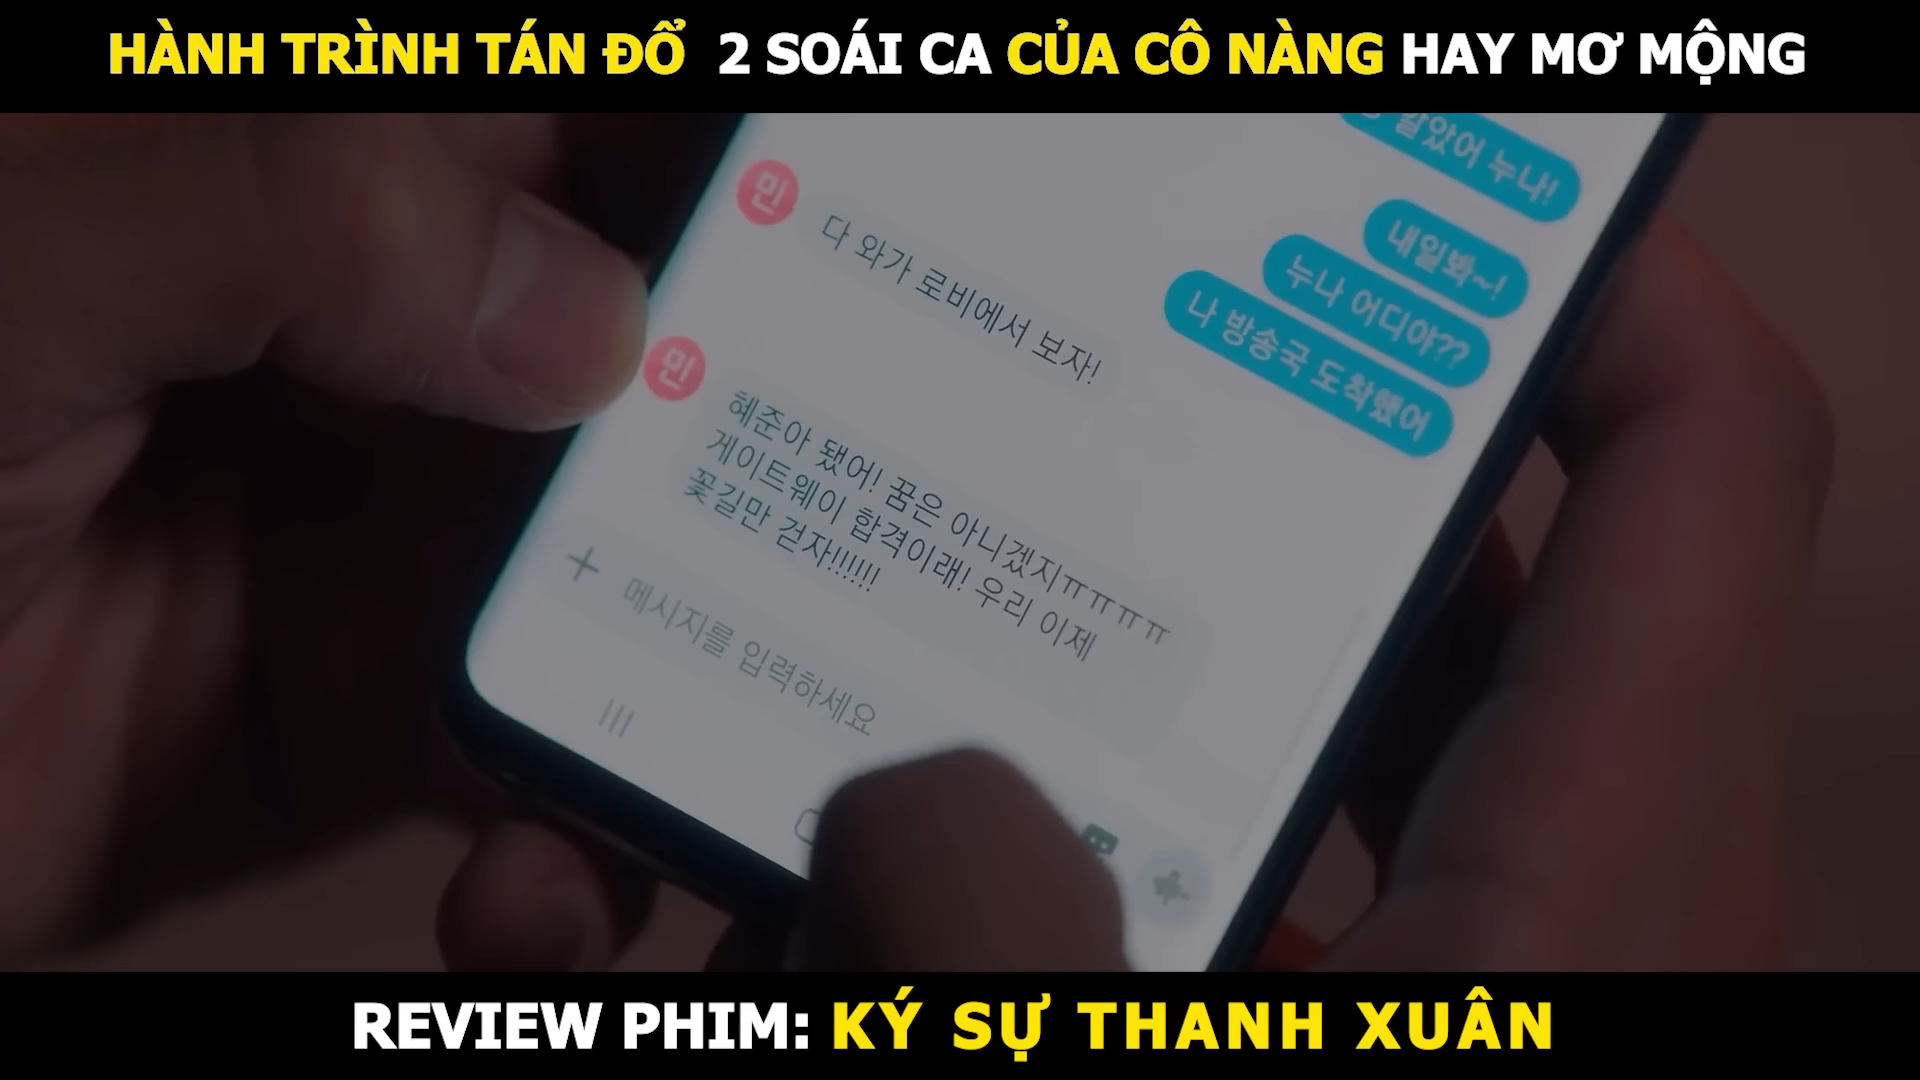 HÀNH TRÌNH TÁN ĐỔ 2 SOÁI CA CỦA CÔ NÀNG HAY MƠ MỘNG
깔았어 누나!
내일봐~!
누나 어디야??
나 방송국 도착했어
민
다 와가 로비에서 보자!
민
혜준아 됐어! 꿈은 아니겠지ㅠㅠㅠㅠ
게이트웨이 합격이래! 우리 이제
꽃길만 걷자!!!!!!
메시지를 입력하세요
REVIEW PHIM: KÝ SỰ THANH XUÂN